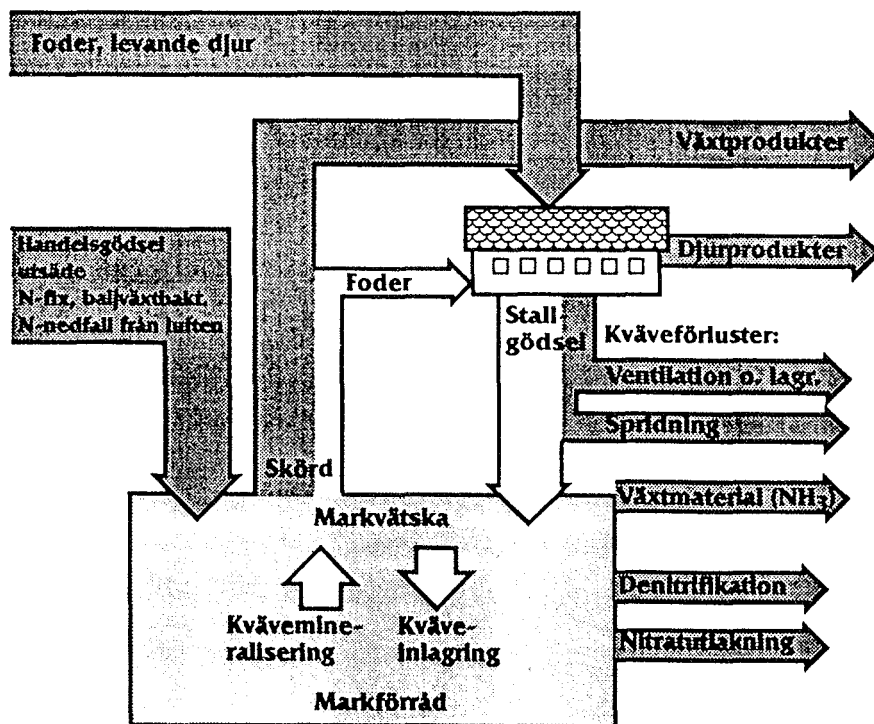 Foder, levande djur
Växtprodukter
Handelsgödsel
utsäde
N-fix, baljväxtbakt.
N-nedfall från luften
Djurprodukter
Foder
Stall-
gödsel
Kväveförluster:
Ventilation o. lagr.
Spridning
Skörd
Växtmaterial (NH3)
Markvätska
Denitrifikation
Kvävemine-
ralisering
Kväve-
inlagring
Nitratutlakning
Markförråd